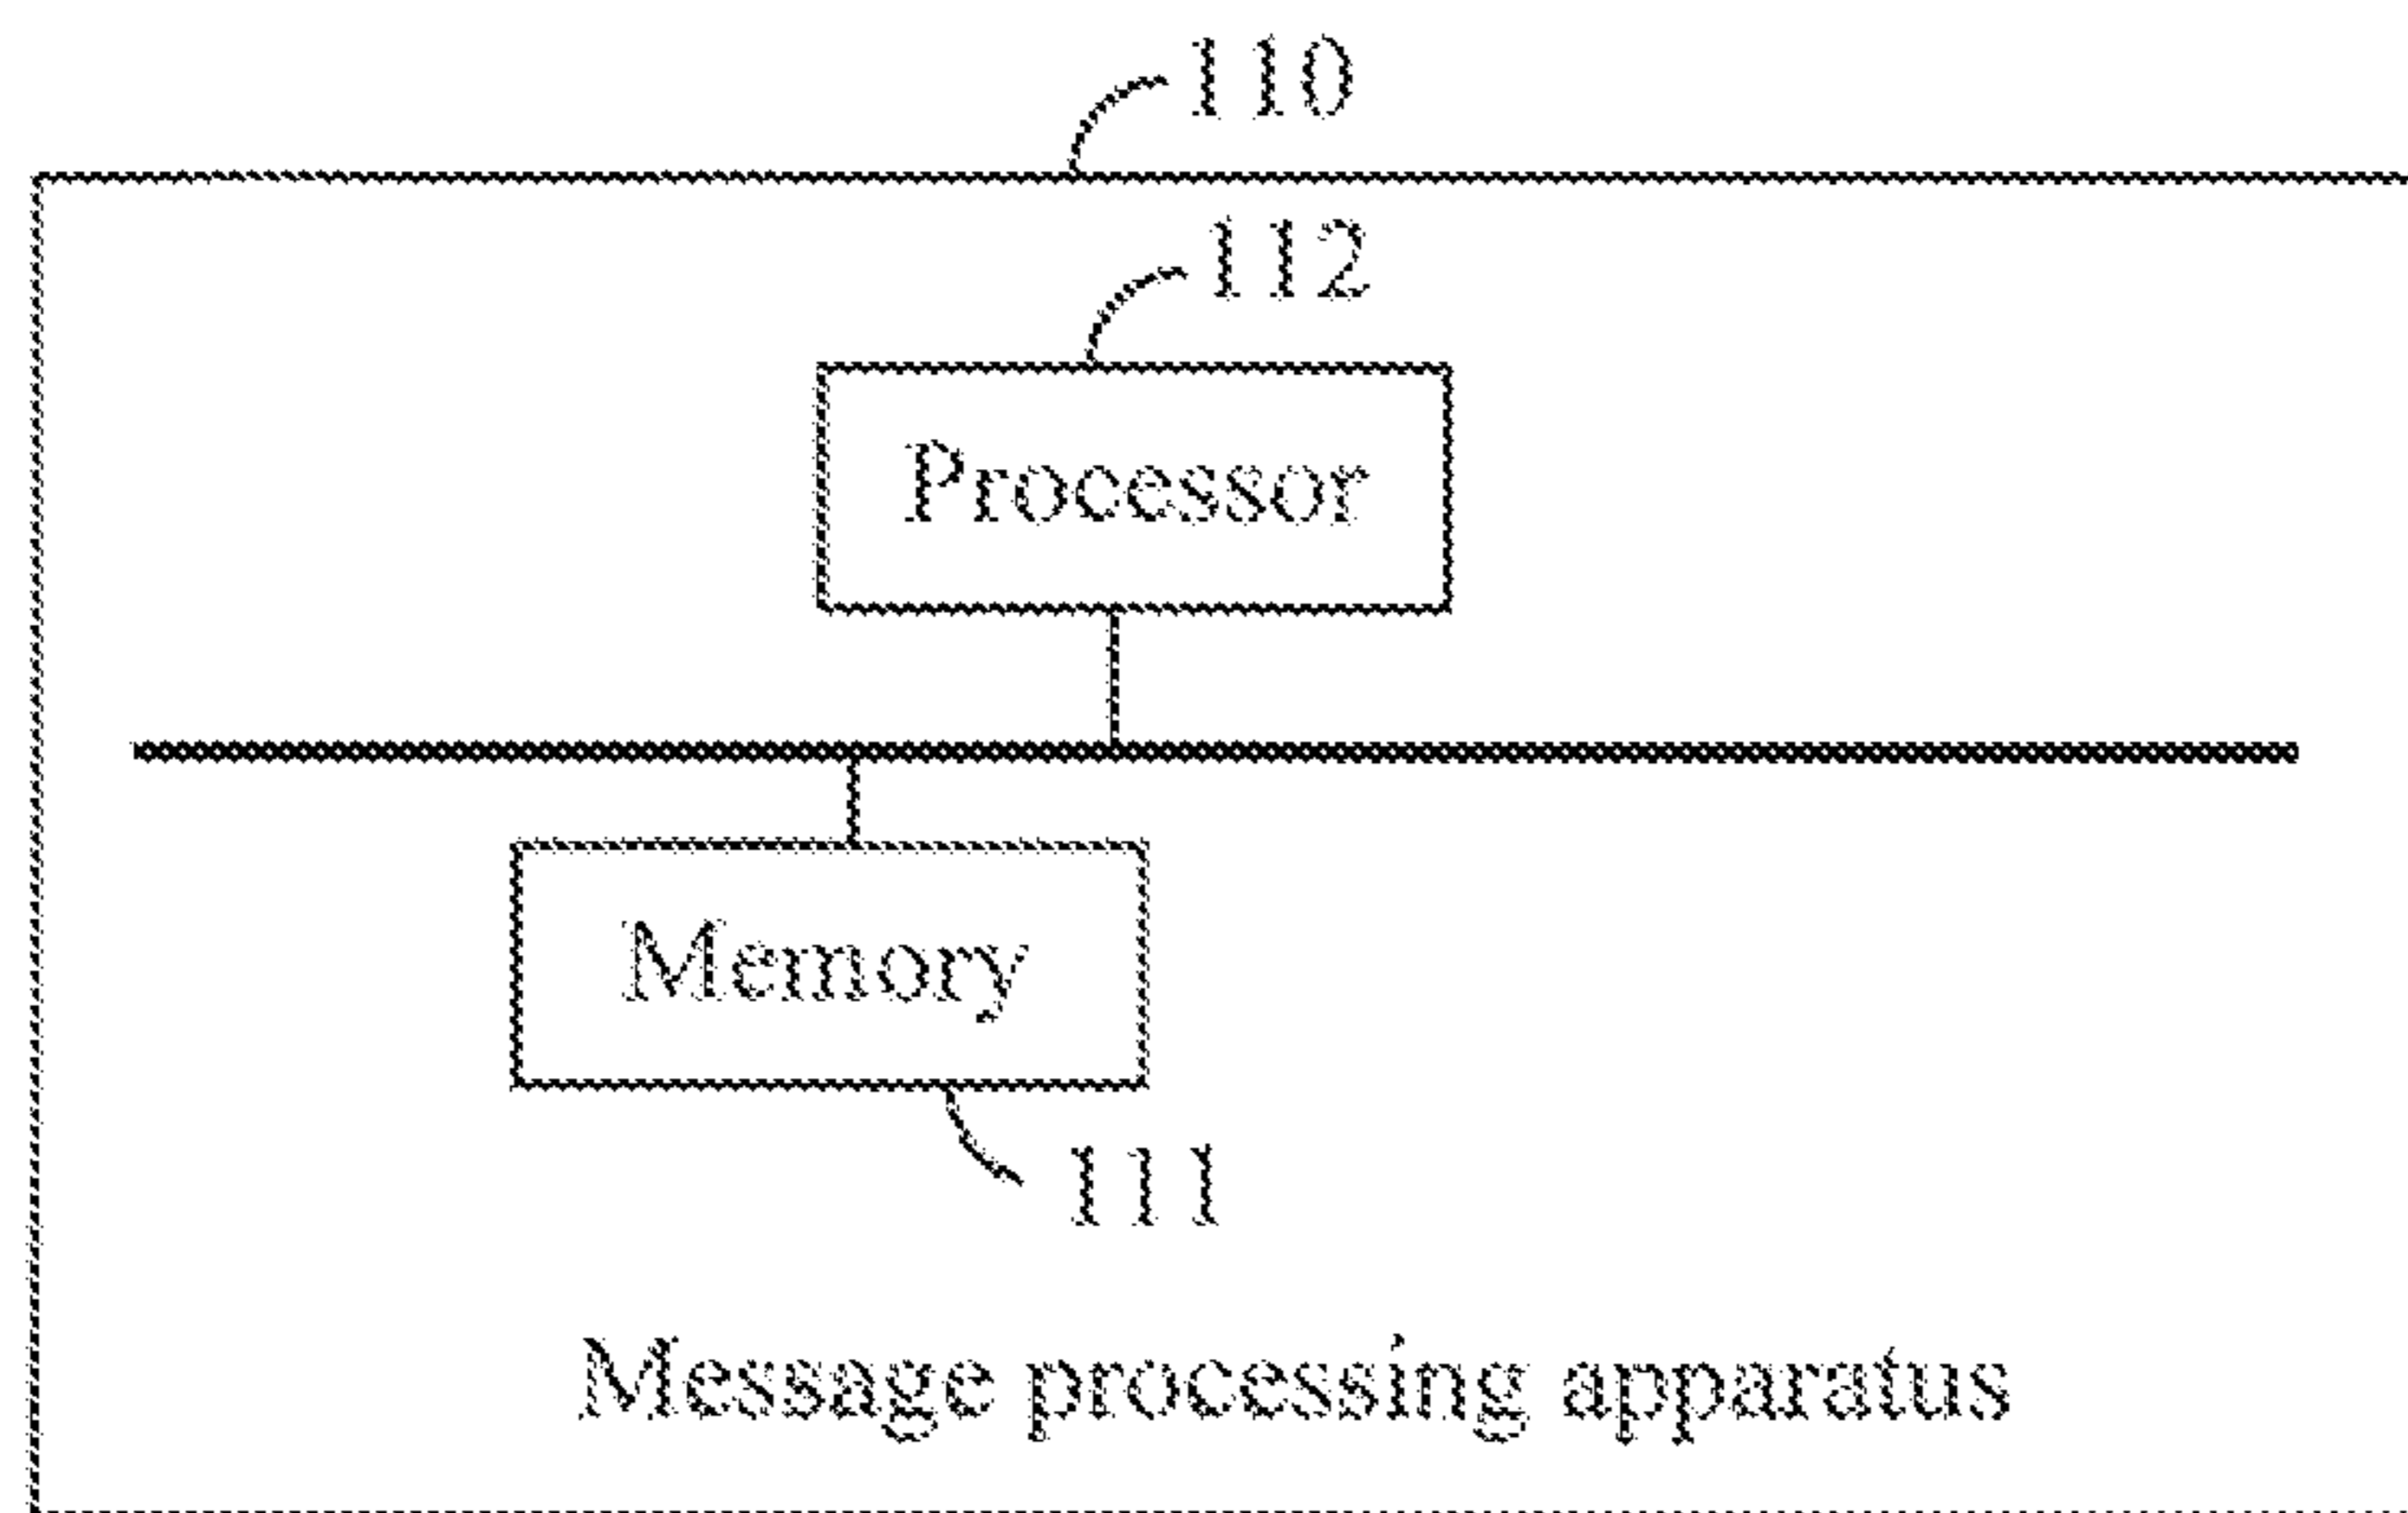 110
112
Processor
Memory
111
Message processing apparatus